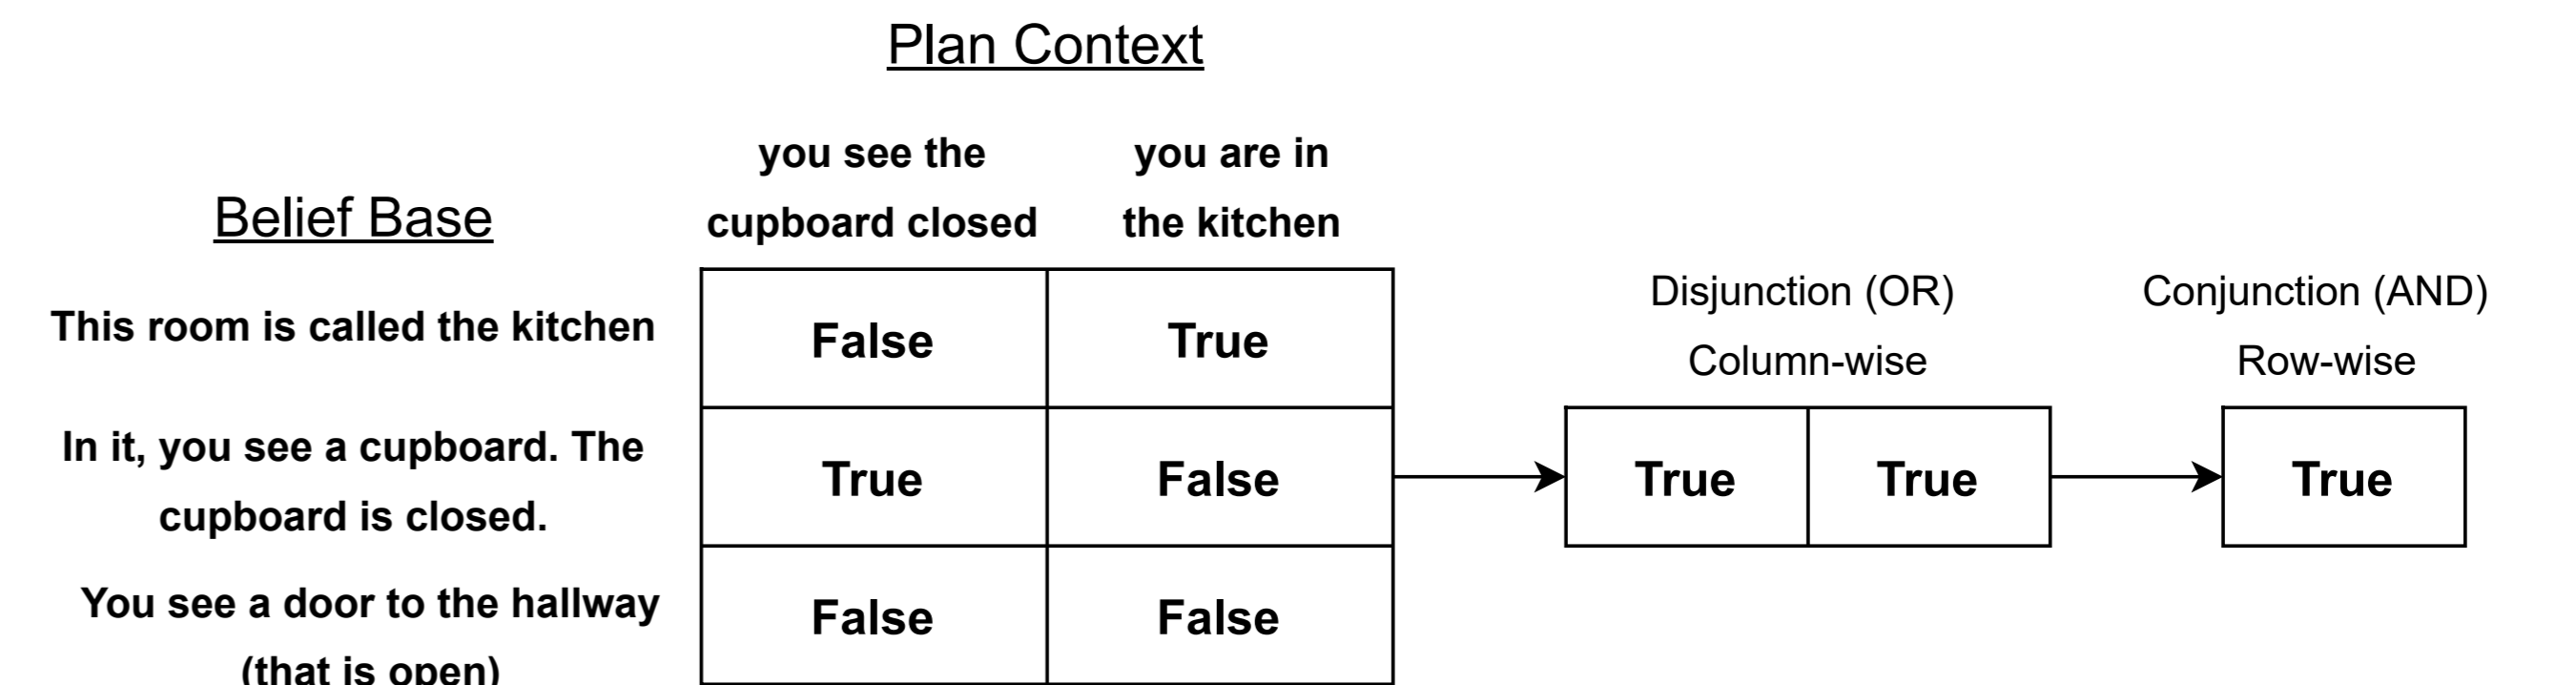 Plan Context
you see the
cupboard closed
you are in
the kitchen
Belief Base
This room is called the kitchen
False
True
Disjunction (OR)
Column-wise
Conjunction (AND)
Row-wise
In it, you see a cupboard. The
cupboard is closed.
True
False
True
True
True
You see a door to the hallway
(that is open)
False
False